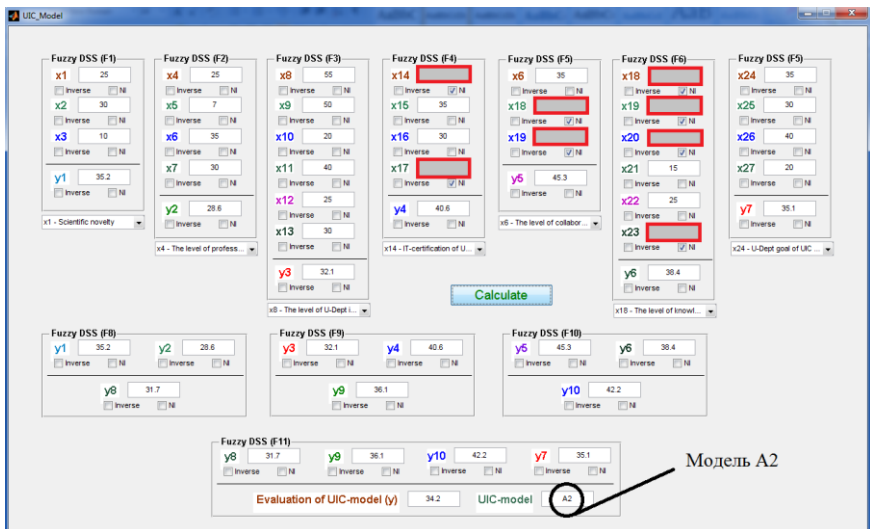 UIC_Model
Fuzzy DSS (F1)
x1 25
Inverse NI
x2 30
Inverse NI
x3 10
Inverse NI
y1 35.2
Inverse NI
x1 - Scientific novelty
Fuzzy DSS (F2)
x4 25
Inverse NI
x5 7
Inverse NI
x6 35
Inverse NI
x7 30
Inverse NI
y2 28.6
Inverse NI
x4 - The level of profess...
Fuzzy DSS (F3)
x8 55
Inverse NI
x9 50
Inverse NI
x10 20
Inverse NI
x11 40
Inverse NI
x12 25
Inverse NI
x13 30
Inverse NI
y3 32.1
Inverse NI
x8 - The level of U-Dept i...
Fuzzy DSS (F4)
x14
Inverse NI
x15 35
Inverse NI
x16 30
Inverse NI
x17
Inverse NI
y4 40.6
Inverse NI
x14 - IT-certification of U...
Fuzzy DSS (F5)
x6 35
Inverse NI
x18
Inverse NI
x19
Inverse NI
y5 45.3
Inverse NI
x6 - The level of collabor...
Fuzzy DSS (F6)
x18
Inverse NI
x19
Inverse NI
x20
Inverse NI
x21 15
Inverse NI
x22 25
Inverse NI
x23
Inverse NI
y6 38.4
Inverse NI
x18 - The level of knowl...
Fuzzy DSS (F5)
x24 35
Inverse NI
x25 30
Inverse NI
x26 40
Inverse NI
x27 20
Inverse NI
y7 35.1
Inverse NI
x24 - U-Dept goal of UIC ...
Calculate
Fuzzy DSS (F8)
y1 35.2 y2 28.6
Inverse NI Inverse NI
y8 31.7
Inverse NI
Fuzzy DSS (F9)
y3 32.1 y4 40.6
Inverse NI Inverse NI
y9 36.1
Inverse NI
Fuzzy DSS (F10)
y5 45.3 y6 38.4
Inverse NI Inverse NI
y10 42.2
Inverse NI
Fuzzy DSS (F11)
y8 31.7 y9 36.1 y10 42.2 y7 35.1
Inverse NI Inverse NI Inverse NI Inverse NI
Evaluation of UIC-model (y) 34.2 UIC-model A2
Модель А2